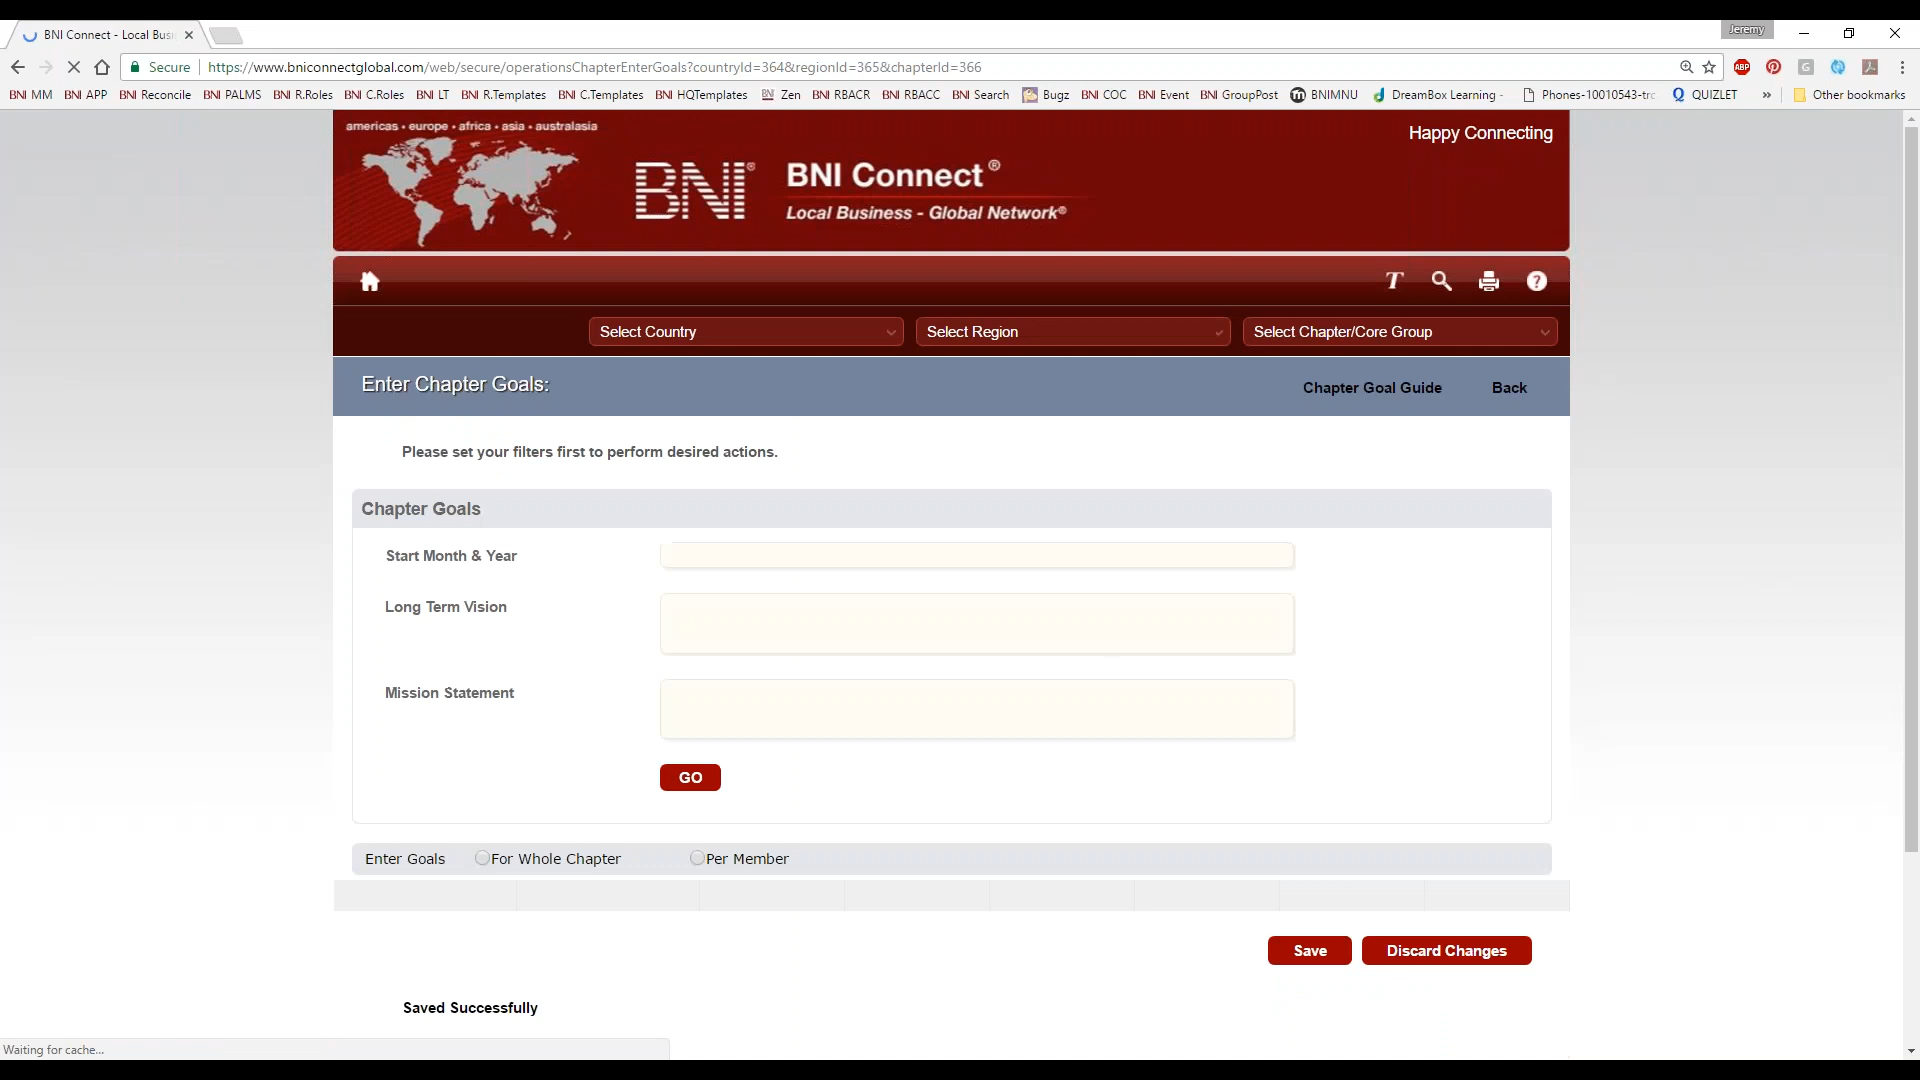 BNI Connect - Local Busi
Jeremy
Secure https://www.bniconnectglobal.com/web/secure/operationsChapterEnterGoals?countryId=364&regionId=365&chapterId=366
BNI MM BNI APP BNI Reconcile BNI PALMS BNI R.Roles BNI C.Roles BNI LT BNI R.Templates BNI C.Templates BNI HQTemplates Zen BNI RBACR BNI RBACC BNI Search Bugz BNI COC BNI Event BNI GroupPost BNIMNU DreamBox Learning - Phones-10010543-trc QUIZLET » Other bookmarks
americas • europe • africa • asia • australasia
Happy Connecting
BNI® BNI Connect®
Local Business - Global Network®
Select Country Select Region Select Chapter/Core Group
Enter Chapter Goals:
Chapter Goal Guide Back
Please set your filters first to perform desired actions.
Chapter Goals
Start Month & Year
Long Term Vision
Mission Statement
GO
Enter Goals For Whole Chapter Per Member
Save Discard Changes
Saved Successfully
Waiting for cache...